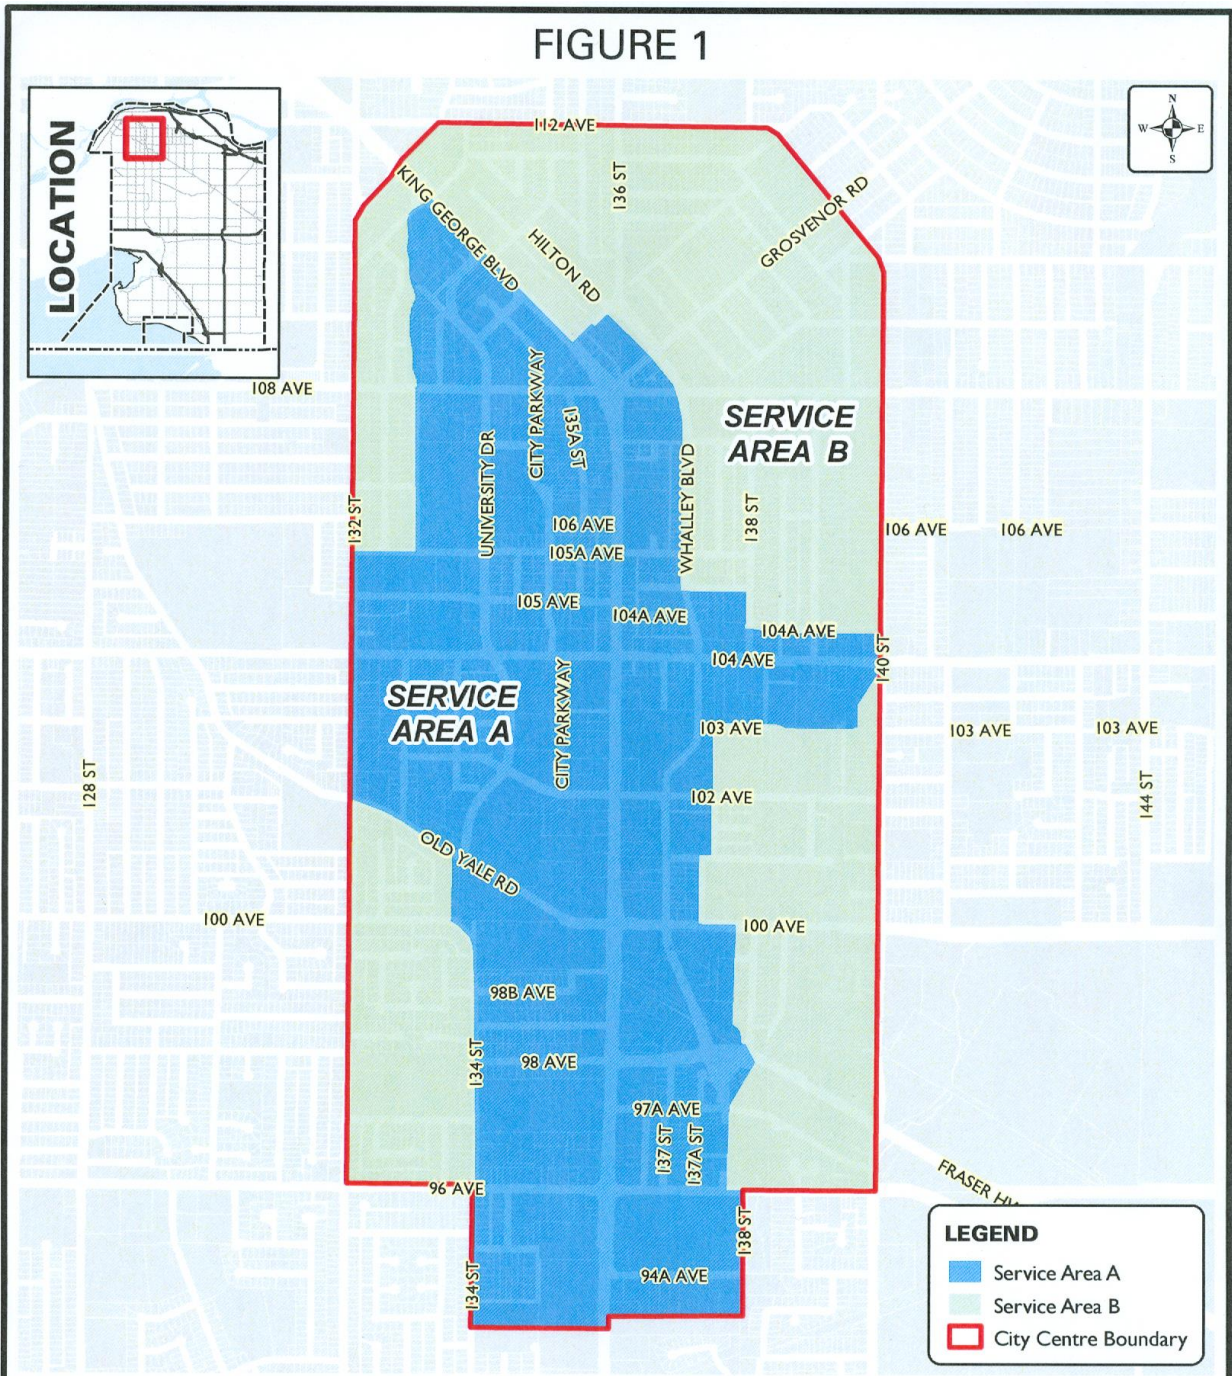 FIGURE 1
LOCATION
N
W E
S
112 AVE
136 ST
KING GEORGE BLVD
HILTON RD
GROSVENOR RD
108 AVE
CITY PARKWAY
135A ST
UNIVERSITY DR
WHALLEY BLVD
SERVICE
AREA B
132 ST
138 ST
106 AVE
106 AVE
106 AVE
105A AVE
105 AVE
104A AVE
104A AVE
104 AVE
140 ST
SERVICE
AREA A
CITY PARKWAY
103 AVE
103 AVE
103 AVE
128 ST
102 AVE
144 ST
OLD YALE RD
100 AVE
100 AVE
98B AVE
134 ST
98 AVE
97A AVE
137 ST
137A ST
96 AVE
FRASER
138 ST
134 ST
94A AVE
LEGEND
Service Area A
Service Area B
City Centre Boundary